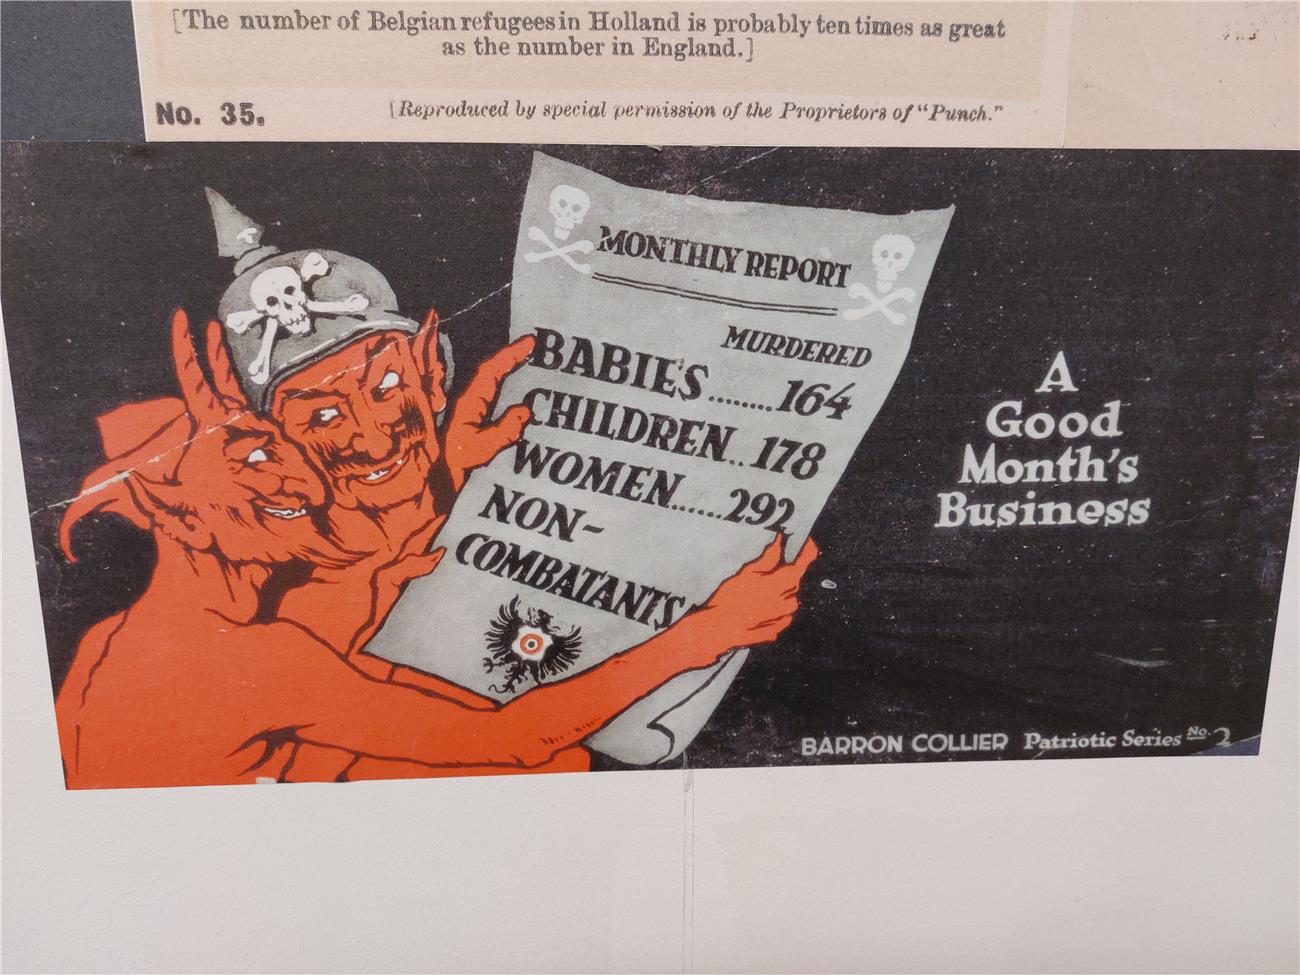 [The number of Belgian refugees in Holland is probably ten times as great
as the number in England.]
No. 35.
[Reproduced by special permission of the Proprietors of "Punch."
MONTHLY REPORT
MURDERED
BABIES........164
CHILDREN..178
WOMEN......292
NON-
COMBATANTS
A
Good
Month's
Business
BARRON COLLIER Patriotic Series No. 2